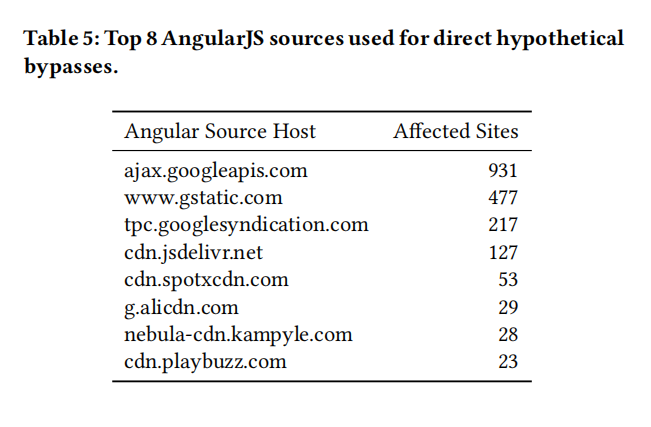 Table 5: Top 8 AngularJS sources used for direct hypothetical
bypasses.
Angular Source Host Affected Sites
ajax.googleapis.com 931
www.gstatic.com 477
tpc.googlesyndication.com 217
cdn.jsdelivr.net 127
cdn.spotxcdn.com 53
g.alicdn.com 29
nebula-cdn.kampyle.com 28
cdn.playbuzz.com 23